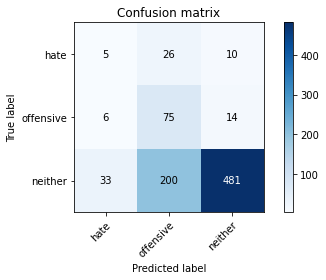 Confusion matrix
hate 5 26 10
offensive 6 75 14
neither 33 200 481
hate offensive neither
True label
Predicted label
400
300
200
100